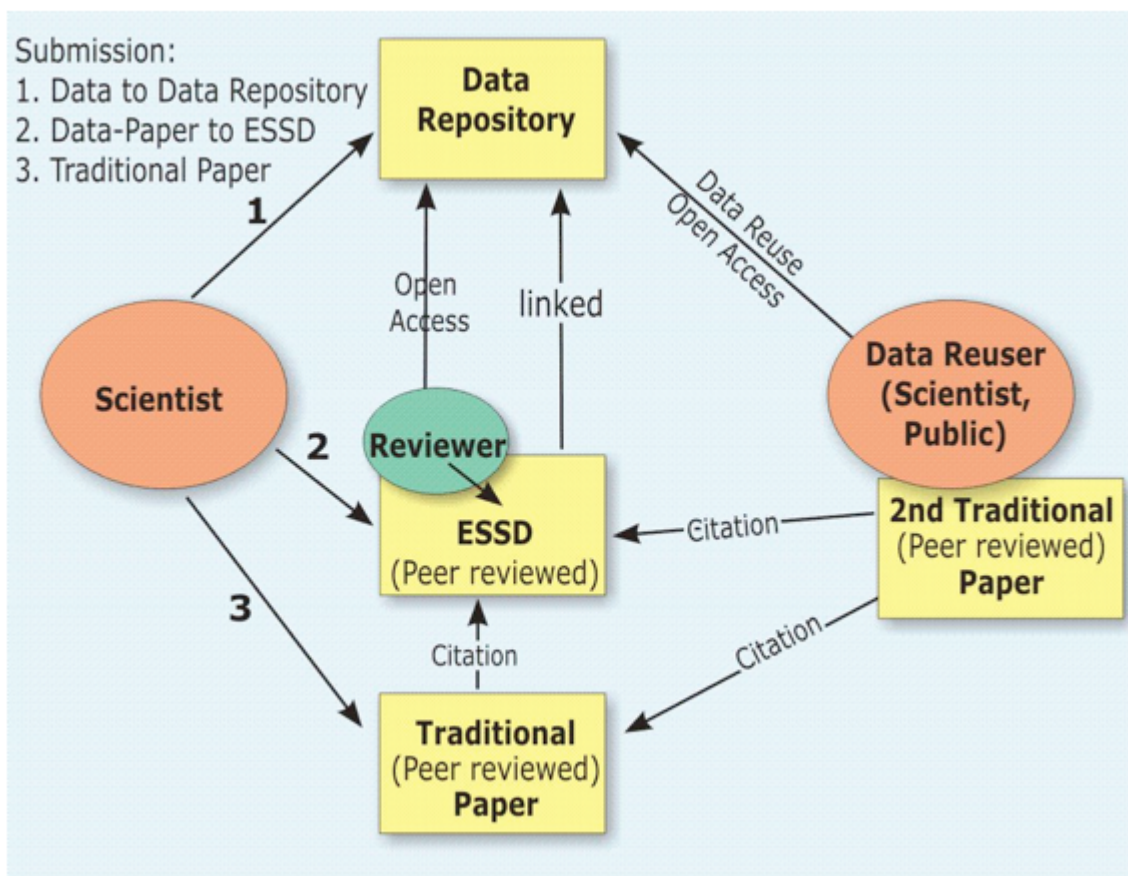 Submission:
1. Data to Data Repository
2. Data-Paper to ESSD
3. Traditional Paper
Data
Repository
1
Open
Access
linked
Data Reuse
Open Access
Scientist
2
Reviewer
Data Reuser
(Scientist,
Public)
ESSD
(Peer reviewed)
Citation
2nd Traditional
(Peer reviewed)
Paper
3
Citation
Citation
Traditional
(Peer reviewed)
Paper